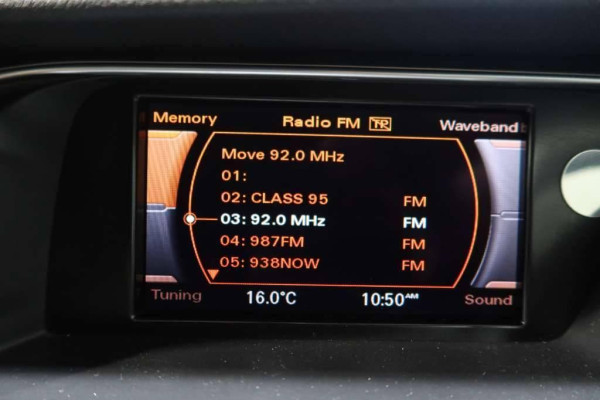 Memory Radio FM TP Waveband
Move 92.0 MHz
01:
02: CLASS 95 FM
03: 92.0 MHz FM
04: 987FM FM
05: 938NOW FM
Tuning 16.0°C 10:50AM Sound